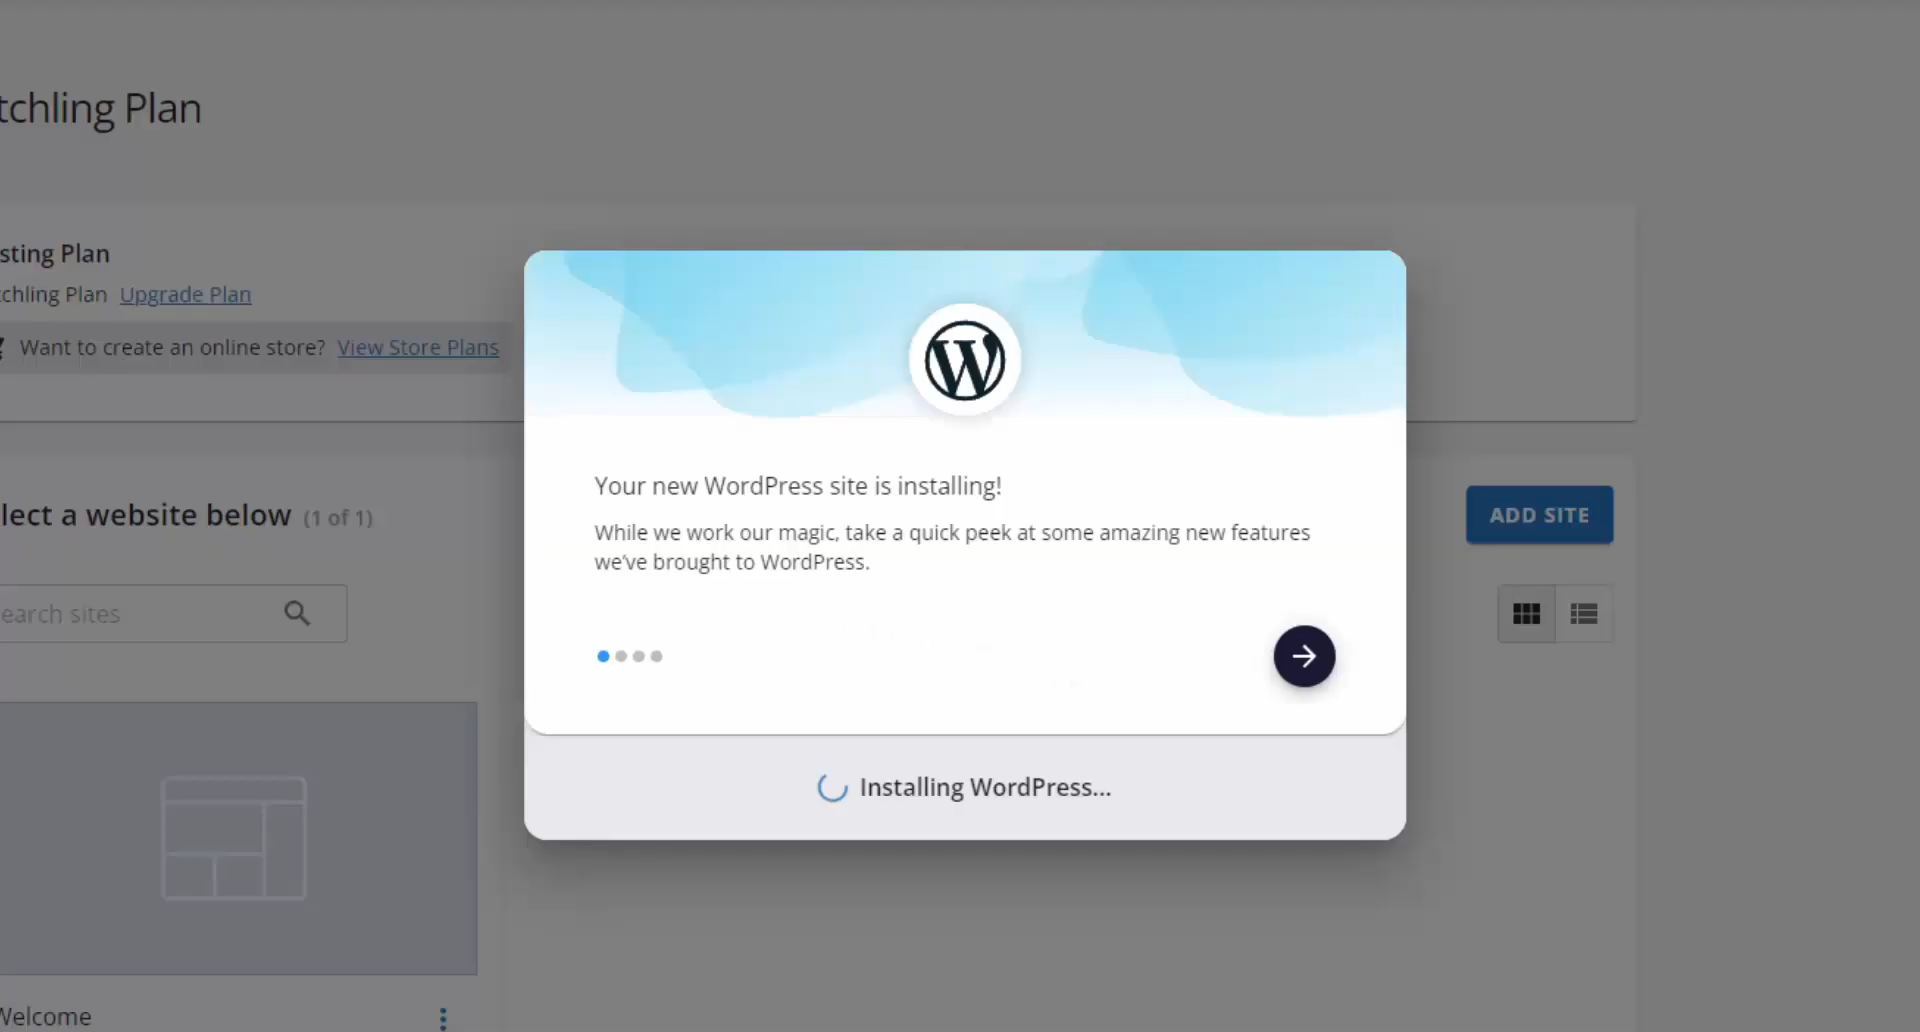 tchling Plan
sting Plan
chling Plan Upgrade Plan
Want to create an online store? View Store Plans
Your new WordPress site is installing!
While we work our magic, take a quick peek at some amazing new features
we've brought to WordPress.
lect a website below (1 of 1)
ADD SITE
earch sites
Installing WordPress...
Welcome